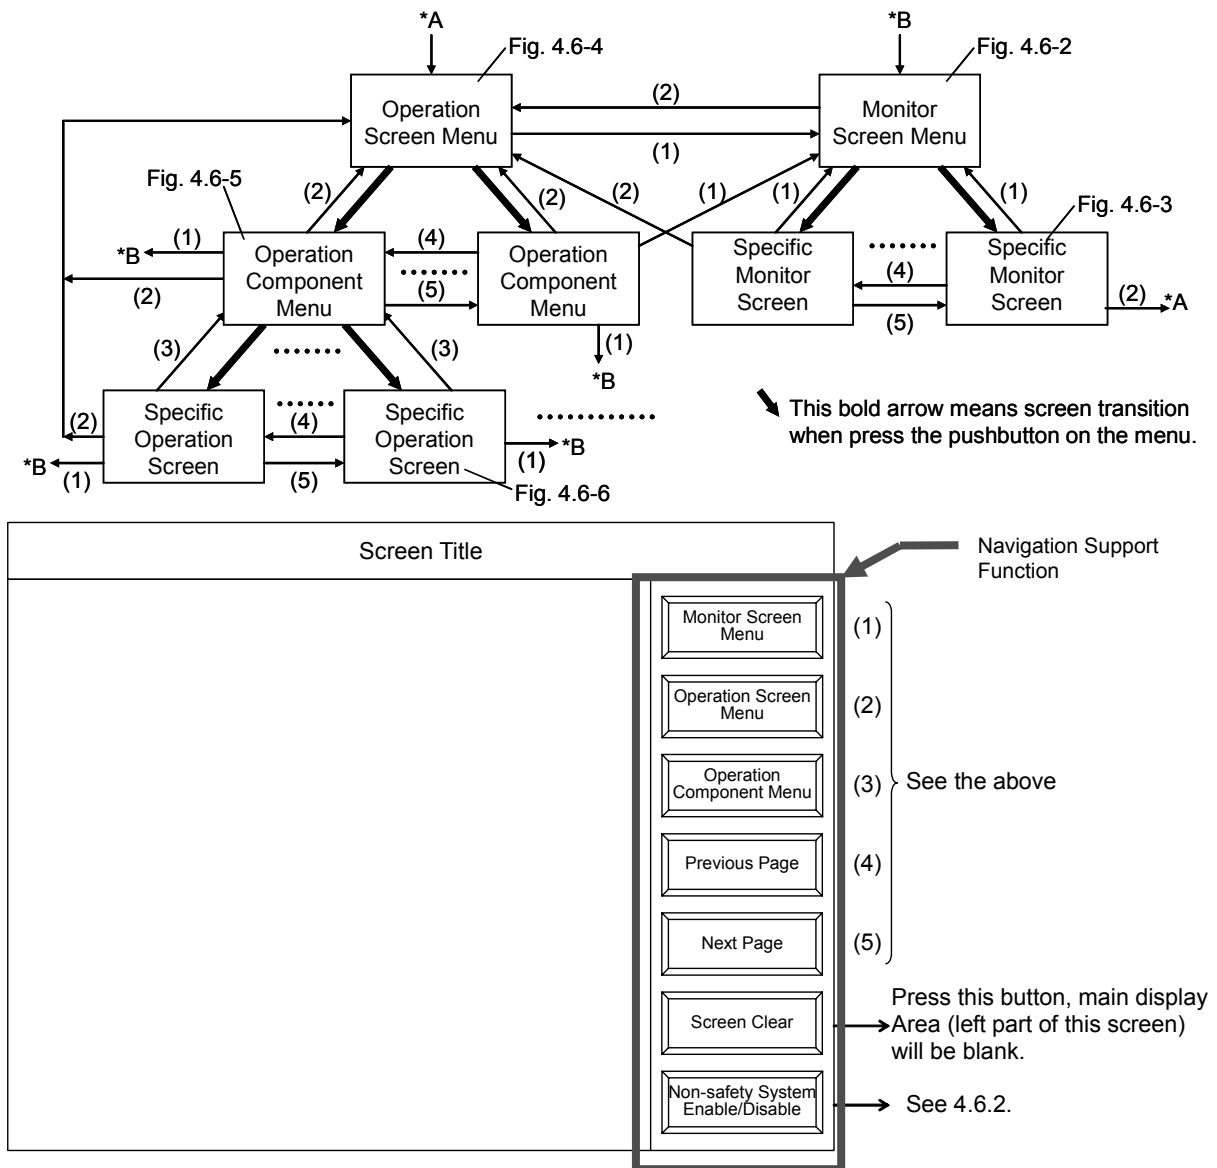 *A
*B
Fig. 4.6-4
Fig. 4.6-2
Operation
Screen Menu
(2)
(1)
Monitor
Screen Menu
Fig. 4.6-5
(2)
(2)
(2)
(1)
(1)
(1)
Fig. 4.6-3
*B
(1)
(2)
Operation
Component
Menu
(4)
(5)
Operation
Component
Menu
(1)
*B
Specific
Monitor
Screen
(4)
(5)
Specific
Monitor
Screen
(2)
*A
(3)
(3)
This bold arrow means screen transition
when press the pushbutton on the menu.
(2)
*B
(1)
Specific
Operation
Screen
(4)
(5)
Specific
Operation
Screen
(1)
*B
Fig. 4.6-6
Screen Title
Navigation Support
Function
Monitor Screen
Menu
(1)
Operation Screen
Menu
(2)
Operation
Component Menu
(3)
See the above
Previous Page
(4)
Next Page
(5)
Screen Clear
Press this button, main display
Area (left part of this screen)
will be blank.
Non-safety System
Enable/Disable
See 4.6.2.